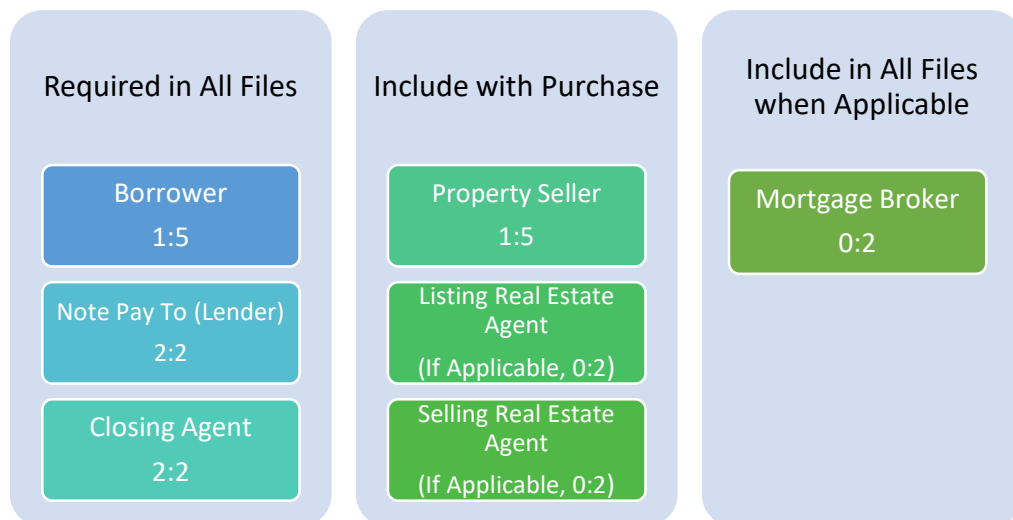 Required in All Files
Borrower
1:5
Note Pay To (Lender)
2:2
Closing Agent
2:2
Include with Purchase
Property Seller
1:5
Listing Real Estate
Agent
(If Applicable, 0:2)
Selling Real Estate
Agent
(If Applicable, 0:2)
Include in All Files
when Applicable
Mortgage Broker
0:2